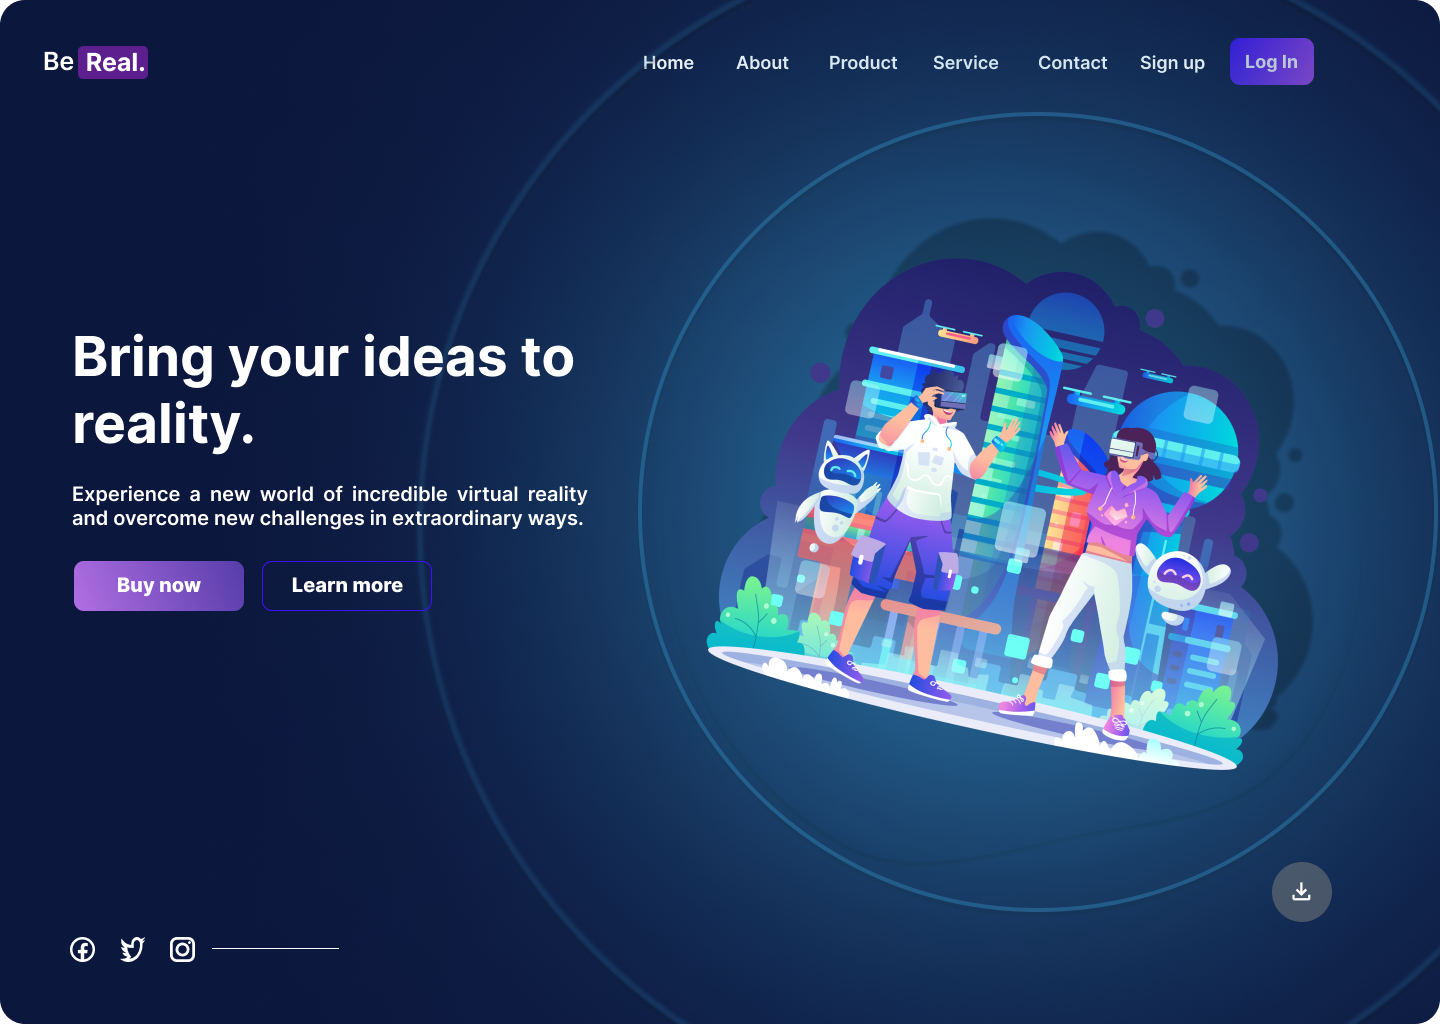 Be Real.
Home About Product Service Contact Sign up Log In
Bring your ideas to
reality.
Experience a new world of incredible virtual reality
and overcome new challenges in extraordinary ways.
Buy now Learn more